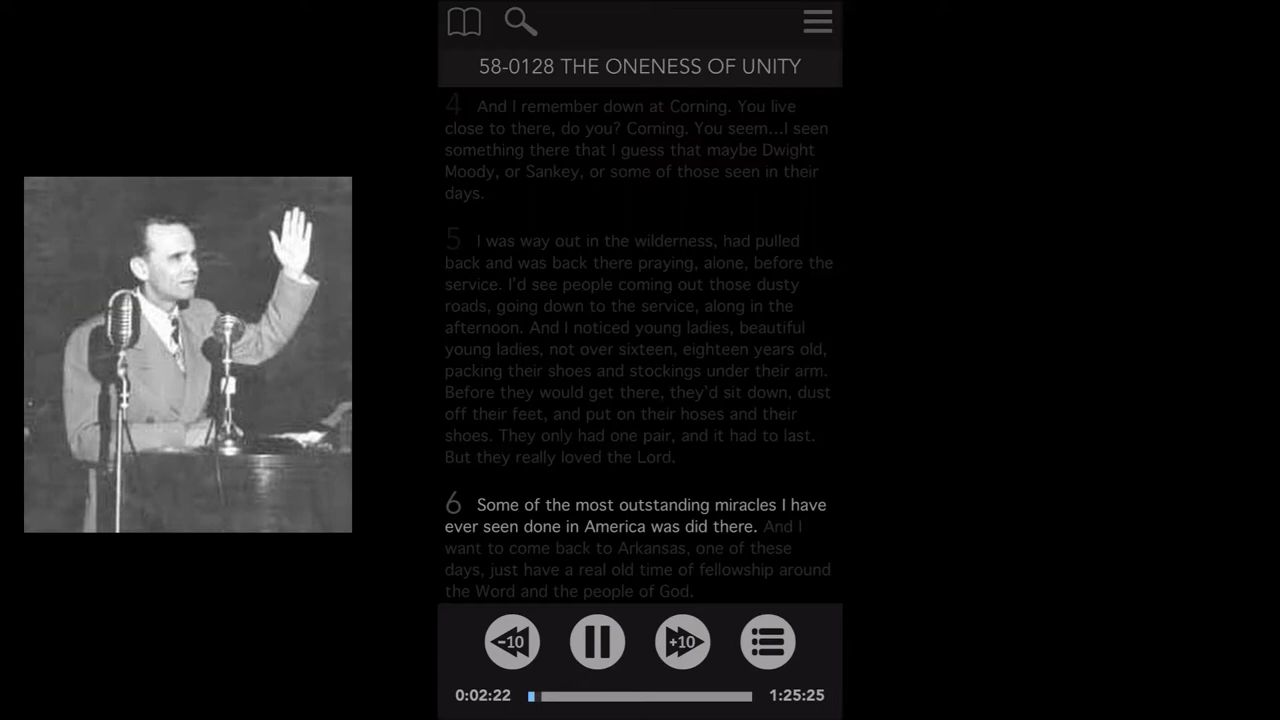 58-0128 THE ONENESS OF UNITY
4 And I remember down at Corning. You live
close to there, do you? Corning. You seem...I seen
something there that I guess that maybe Dwight
Moody, or Sankey, or some of those seen in their
days.
5 I was way out in the wilderness, had pulled
back and was back there praying, alone, before the
service. I'd see people coming out those dusty
roads, going down to the service, along in the
afternoon. And I noticed young ladies, beautiful
young ladies, not over sixteen, eighteen years old,
packing their shoes and stockings under their arm.
Before they would get there, they'd sit down, dust
off their feet, and put on their hoses and their
shoes. They only had one pair, and it had to last.
But they really loved the Lord.
6 Some of the most outstanding miracles I have
ever seen done in America was did there. And I
want to come back to Arkansas, one of these
days, just have a real old time of fellowship around
the Word and the people of God.
-10 +10
0:02:22 1:25:25